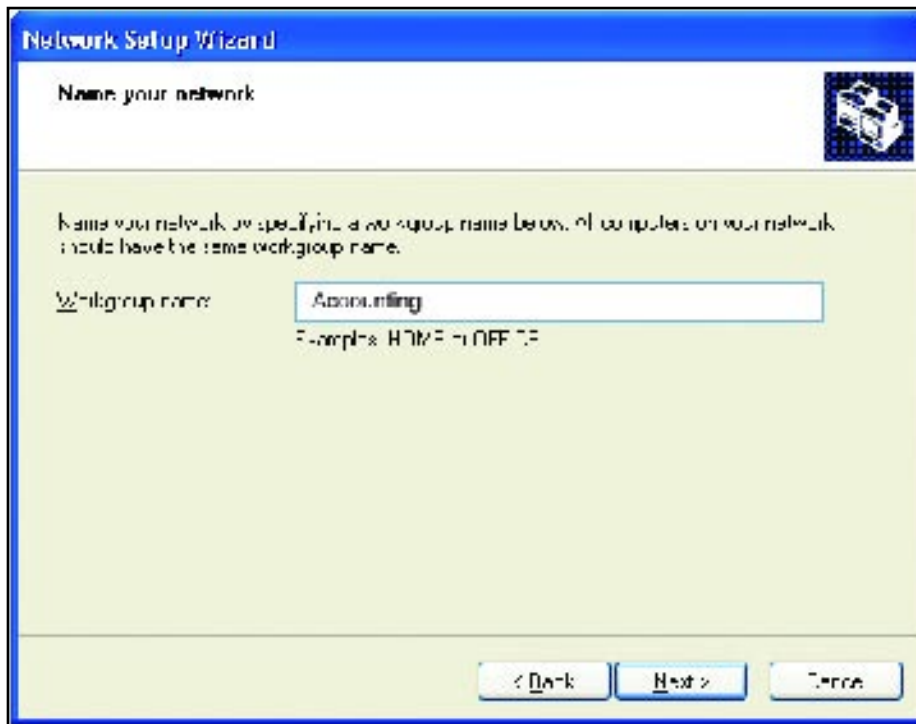 Network Setup Wizard
Name your network
Name your network by specifying a workgroup name below. All computers on your network
should have the same workgroup name.
Workgroup name: Accounting
Examples: HOME or OFFICE
< Back Next > Cancel